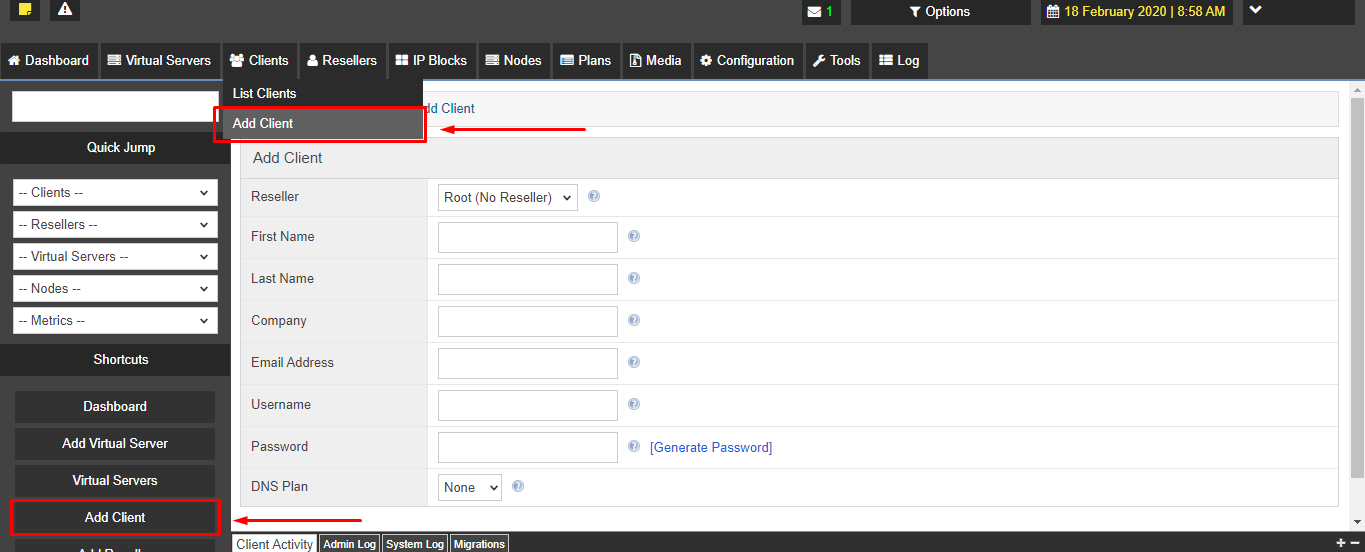 1
Options
18 February 2020 | 8:58 AM
Dashboard Virtual Servers Clients Resellers IP Blocks Nodes Plans Media Configuration Tools Log
List Clients
Add Client
dd Client
Quick Jump
-- Clients --
-- Resellers --
-- Virtual Servers --
-- Nodes --
-- Metrics --
Shortcuts
Dashboard
Add Virtual Server
Virtual Servers
Add Client
Add Client
Reseller Root (No Reseller)
First Name
Last Name
Company
Email Address
Username
Password [Generate Password]
DNS Plan None
Client Activity Admin Log System Log Migrations